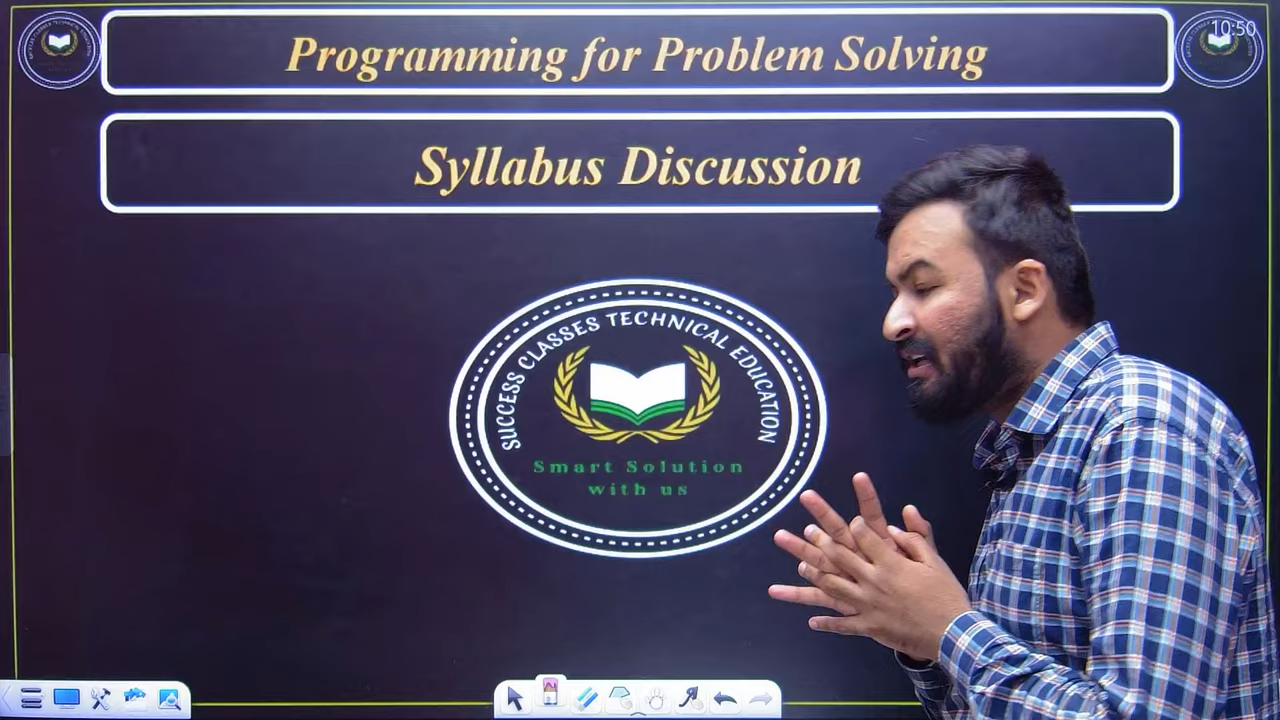 Programming for Problem Solving
10:50
Syllabus Discussion
SUCCESS CLASSES TECHNICAL EDUCATION
Smart Solution
with us